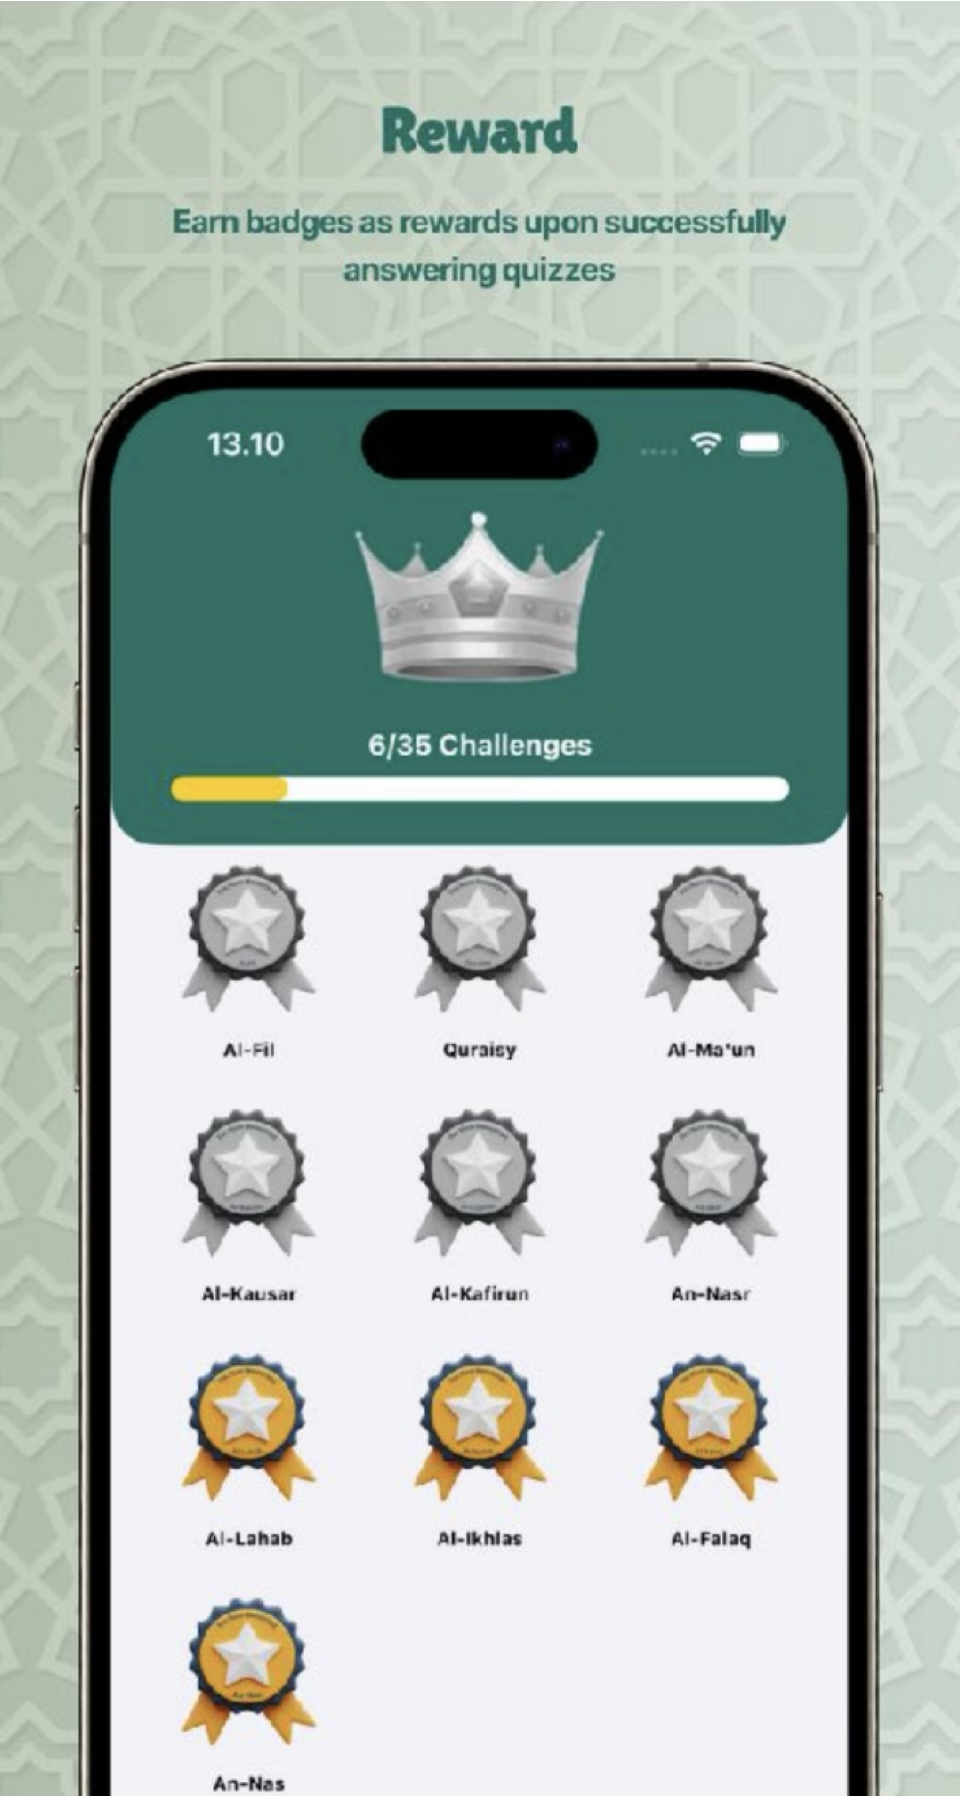 Reward
Earn badges as rewards upon successfully
answering quizzes
13.10
6/35 Challenges
Al-Fil
Quraisy
Al-Ma'un
Al-Kausar
Al-Kafirun
An-Nasr
Al-Lahab
Al-Ikhlas
Al-Falaq
An-Nas